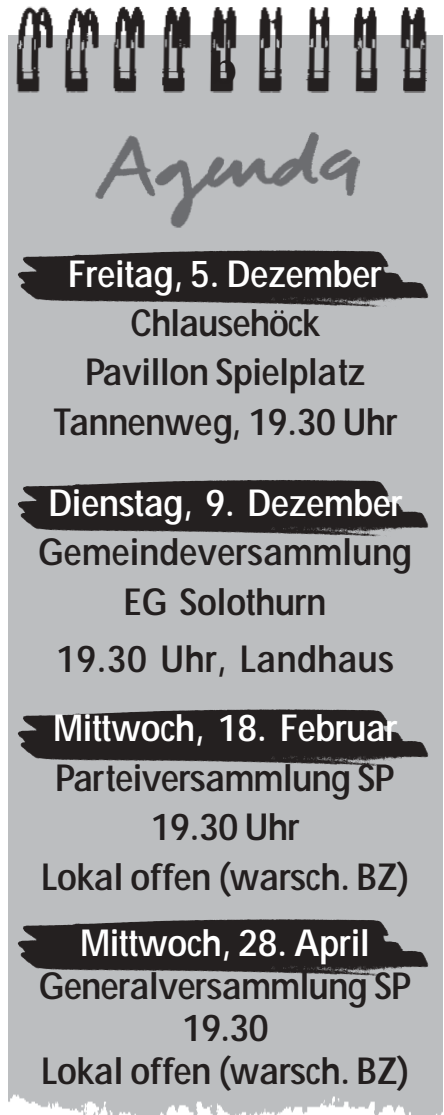 Agenda
Freitag, 5. Dezember
Chlausehöck
Pavillon Spielplatz
Tannenweg, 19.30 Uhr
Dienstag, 9. Dezember
Gemeindeversammlung
EG Solothurn
19.30 Uhr, Landhaus
Mittwoch, 18. Februar
Parteiversammlung SP
19.30 Uhr
Lokal offen (warsch. BZ)
Mittwoch, 28. April
Generalversammlung SP
19.30
Lokal offen (warsch. BZ)